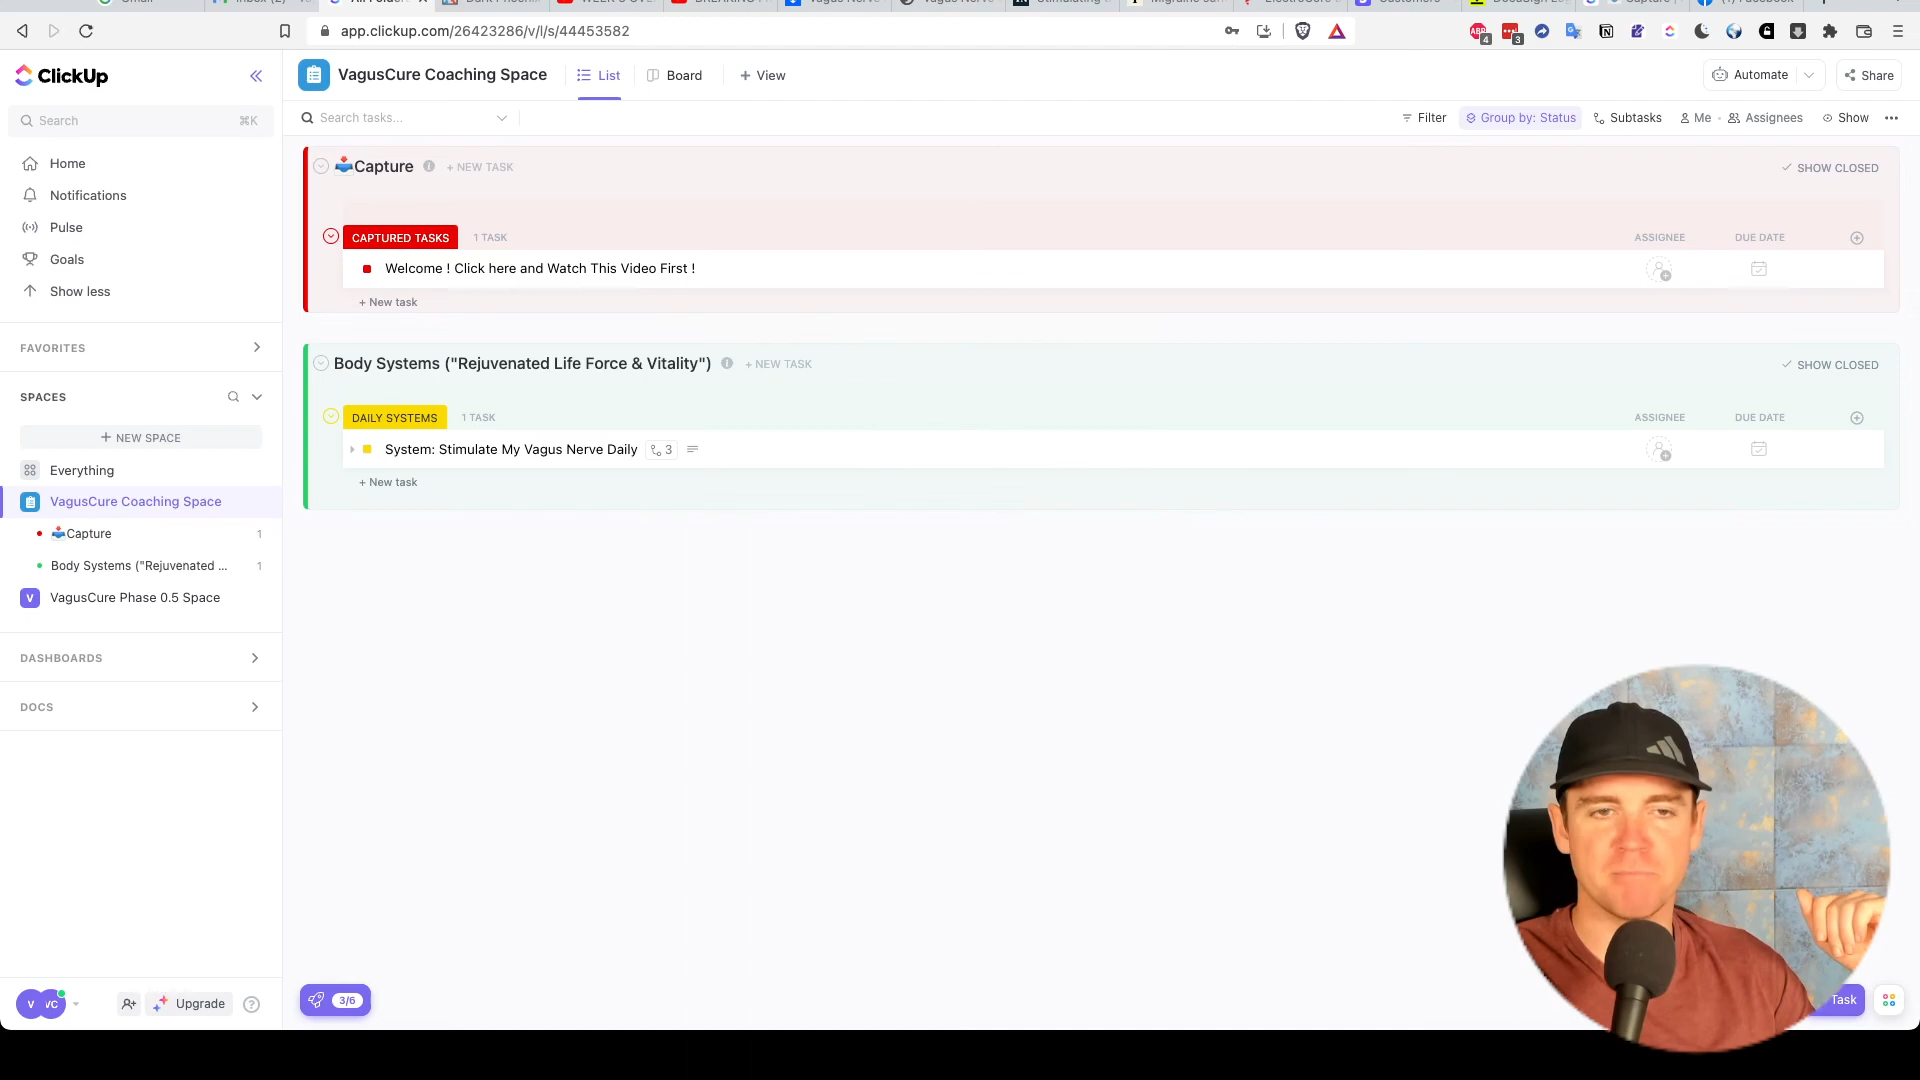 app.clickup.com/26423286/v/l/s/44453582
4
3
ClickUp
Search ⌘K
Home
Notifications
Pulse
Goals
Show less
FAVORITES
SPACES
+ NEW SPACE
Everything
VagusCure Coaching Space
Capture 1
Body Systems ("Rejuvenated ... 1
V VagusCure Phase 0.5 Space
DASHBOARDS
DOCS
V VC
Upgrade
?
VagusCure Coaching Space
List
Board
+ View
Automate
Share
Search tasks...
Filter
Group by: Status
Subtasks
Me
Assignees
Show
Capture + NEW TASK
SHOW CLOSED
CAPTURED TASKS 1 TASK ASSIGNEE DUE DATE
Welcome ! Click here and Watch This Video First !
+ New task
Body Systems ("Rejuvenated Life Force & Vitality") + NEW TASK
SHOW CLOSED
DAILY SYSTEMS 1 TASK ASSIGNEE DUE DATE
System: Stimulate My Vagus Nerve Daily 3
+ New task
3/6
Task